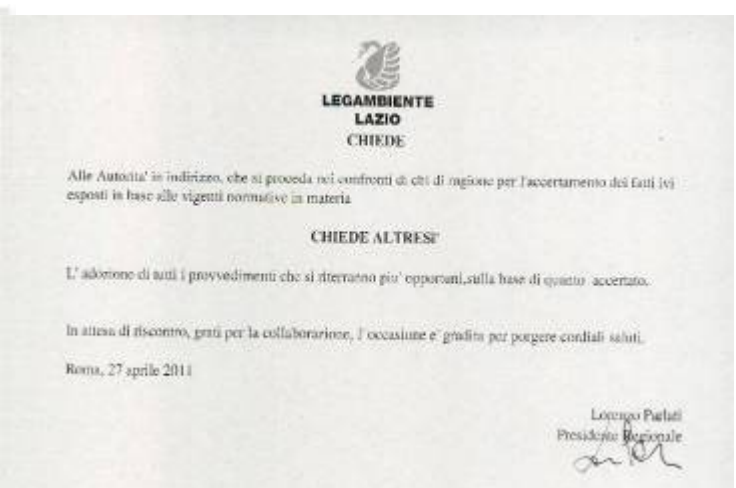 LEGAMBIENTE
LAZIO
CHIEDE
Alle Autorita' in indirizzo, che si proceda nei confronti di chi di ragione per l'accertamento dei fatti ivi
esposti in base alle vigenti normative in materia
CHIEDE ALTRESI'
L' adozione di tutti i provvedimenti che si riterranno piu' opportuni,sulla base di quanto accertato.
In attesa di riscontro, grati per la collaborazione, l' occasione e' gradita per porgere cordiali saluti.
Roma, 27 aprile 2011
Lorenzo Parlati
Presidente Regionale